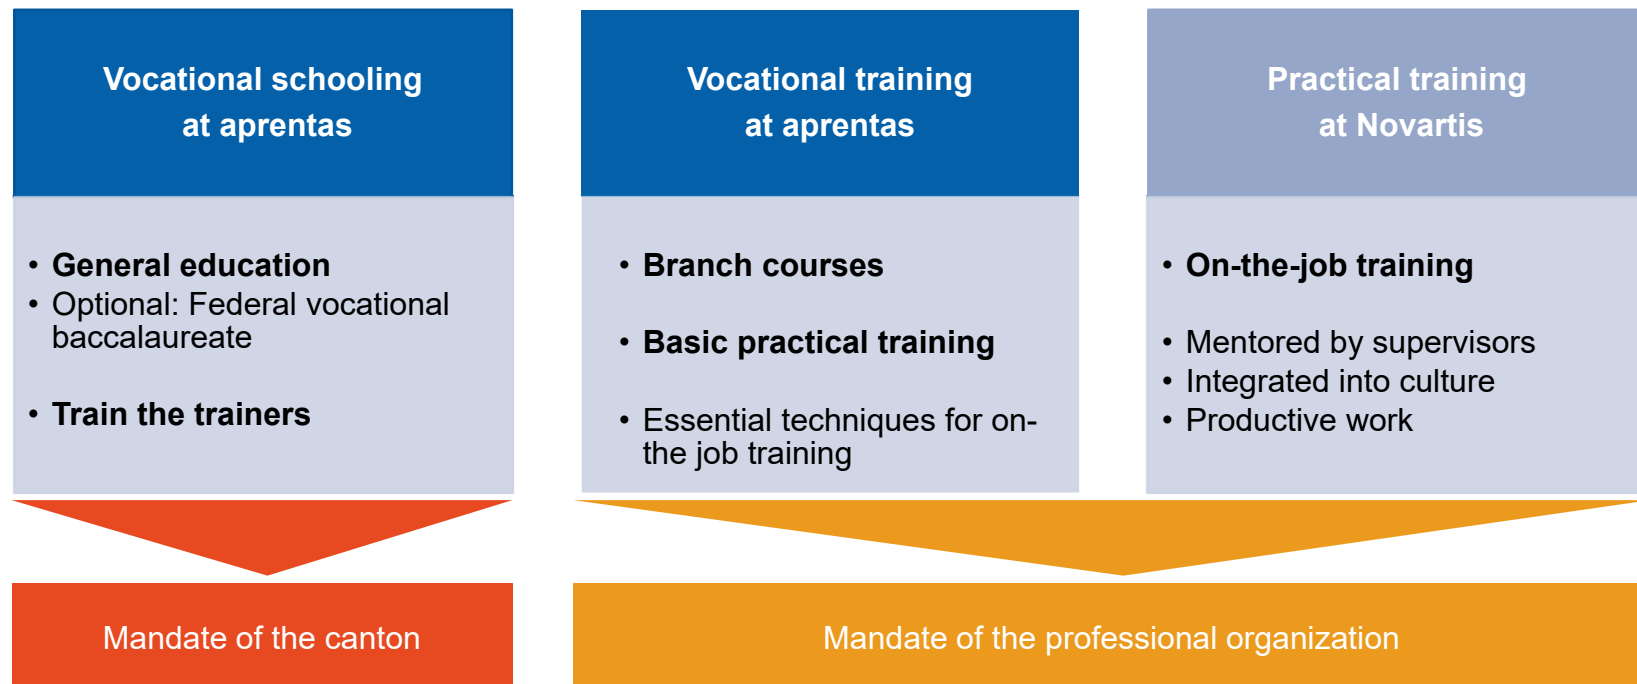 Vocational schooling
at aprentas
• General education
• Optional: Federal vocational
baccalaureate
• Train the trainers
Mandate of the canton
Vocational training
at aprentas
• Branch courses
• Basic practical training
• Essential techniques for on-
the job training
Practical training
at Novartis
• On-the-job training
• Mentored by supervisors
• Integrated into culture
• Productive work
Mandate of the professional organization